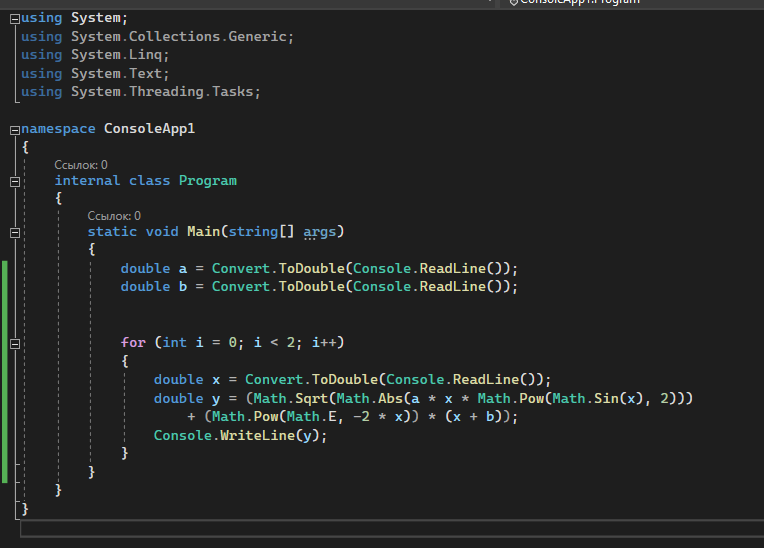 ConsoleApp1.Program
using System;
using System.Collections.Generic;
using System.Linq;
using System.Text;
using System.Threading.Tasks;
namespace ConsoleApp1
{
Ссылок: 0
internal class Program
{
Ссылок: 0
static void Main(string[] args)
{
double a = Convert.ToDouble(Console.ReadLine());
double b = Convert.ToDouble(Console.ReadLine());
for (int i = 0; i < 2; i++)
{
double x = Convert.ToDouble(Console.ReadLine());
double y = (Math.Sqrt(Math.Abs(a * x * Math.Pow(Math.Sin(x), 2)))
+ (Math.Pow(Math.E, -2 * x)) * (x + b));
Console.WriteLine(y);
}
}
}
}